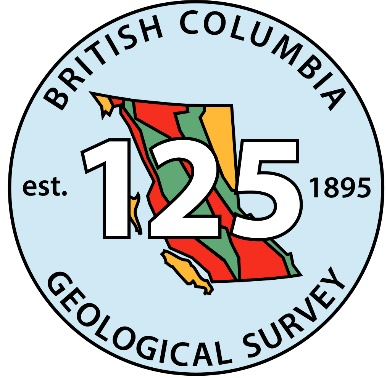 BRITISH COLUMBIA
est. 125 1895
GEOLOGICAL SURVEY